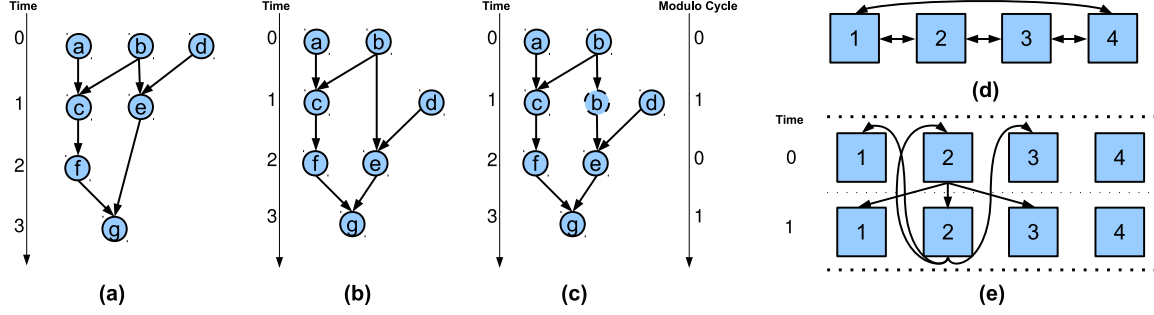 Time
0
1
2
3
a b d
c e
f
g
(a)
Time
0
1
2
3
a b
c d
f e
g
(b)
Time Modulo Cycle
0 0
1 1
2 0
3 1
a b
c b d
f e
g
(c)
1 2 3 4
(d)
Time
0 1 2 3 4
1 1 2 3 4
(e)